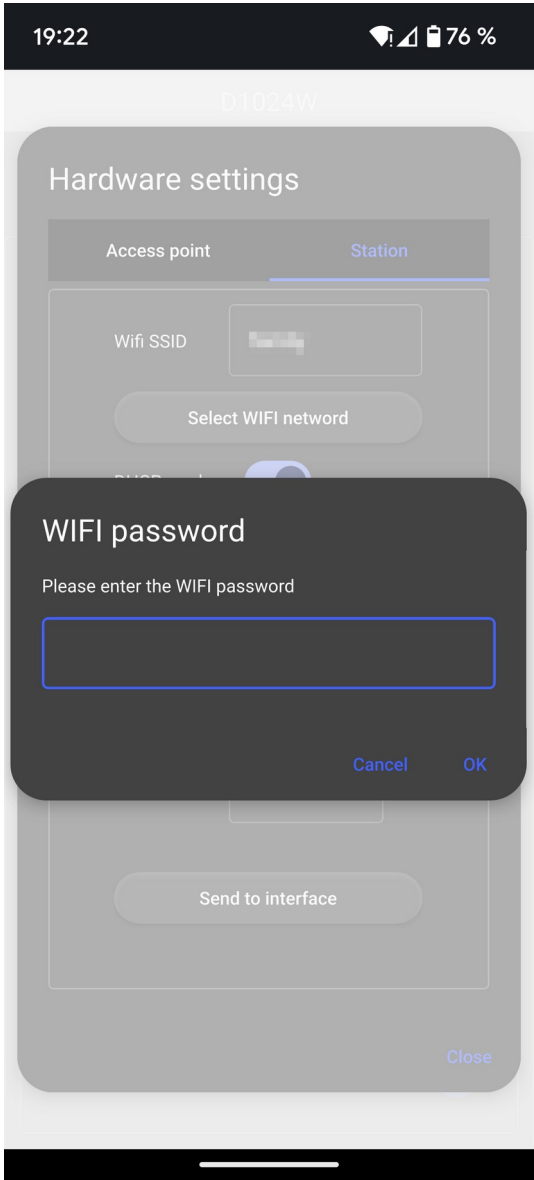 19:22
76 %
D1024W
Hardware settings
Access point
Station
Wifi SSID
Select WIFI netword
WIFI password
Please enter the WIFI password
Cancel
OK
Send to interface
Close